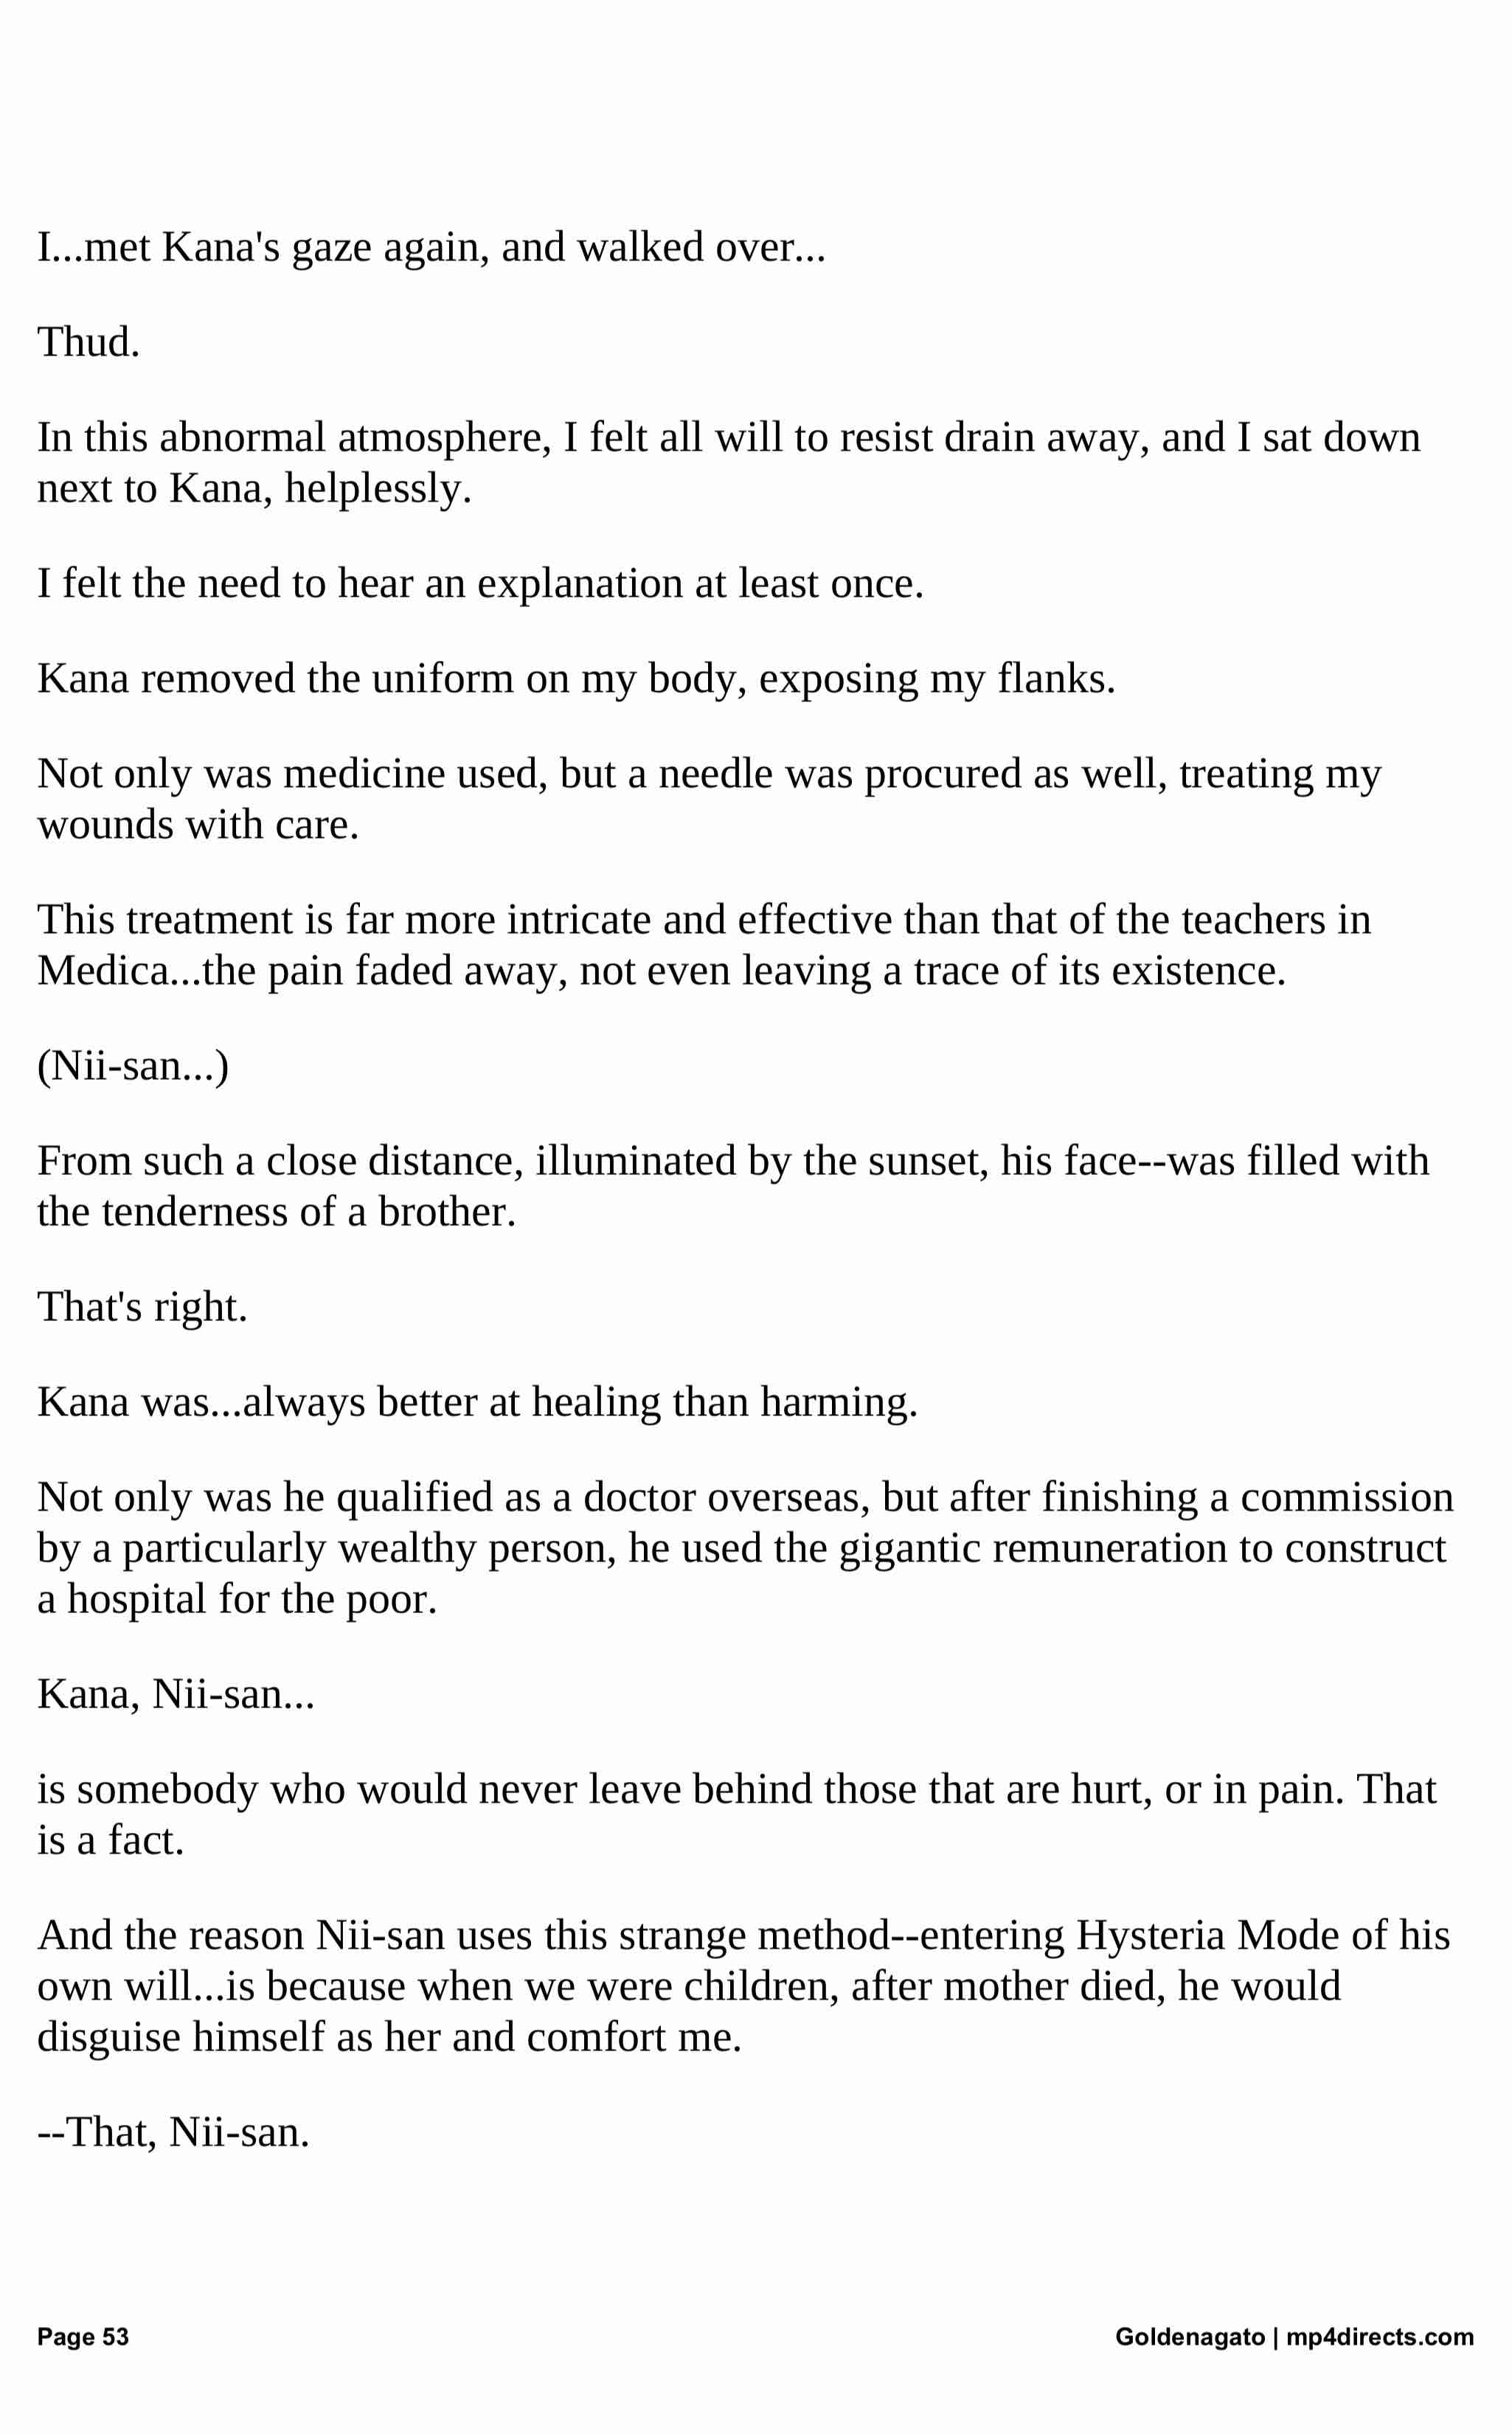 I...met Kana's gaze again, and walked over...
Thud.
In this abnormal atmosphere, I felt all will to resist drain away, and I sat down
next to Kana, helplessly.
I felt the need to hear an explanation at least once.
Kana removed the uniform on my body, exposing my flanks.
Not only was medicine used, but a needle was procured as well, treating my
wounds with care.
This treatment is far more intricate and effective than that of the teachers in
Medica...the pain faded away, not even leaving a trace of its existence.
(Nii-san...)
From such a close distance, illuminated by the sunset, his face--was filled with
the tenderness of a brother.
That's right.
Kana was...always better at healing than harming.
Not only was he qualified as a doctor overseas, but after finishing a commission
by a particularly wealthy person, he used the gigantic remuneration to construct
a hospital for the poor.
Kana, Nii-san...
is somebody who would never leave behind those that are hurt, or in pain. That
is a fact.
And the reason Nii-san uses this strange method--entering Hysteria Mode of his
own will...is because when we were children, after mother died, he would
disguise himself as her and comfort me.
--That, Nii-san.
Page 53
Goldenagato | mp4directs.com